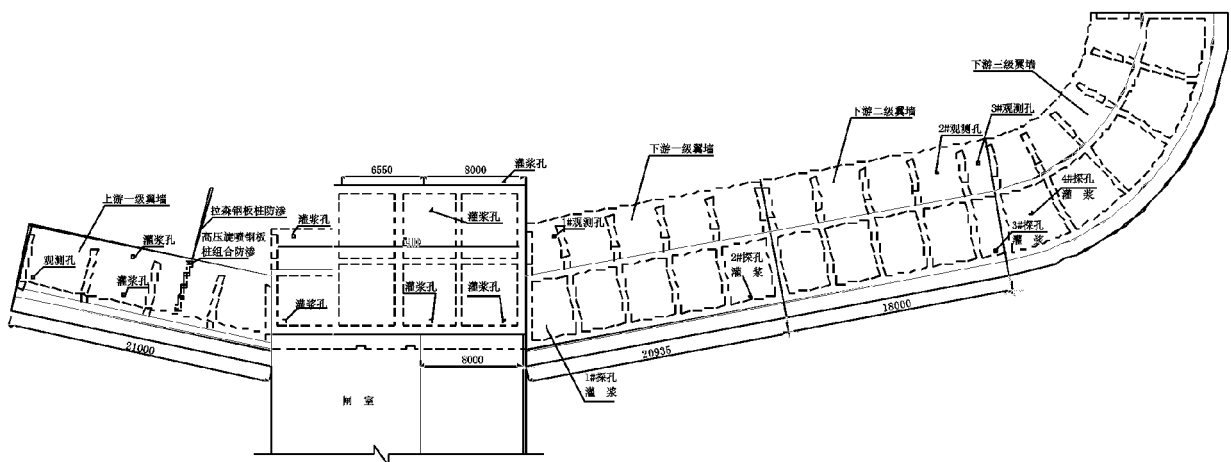 下游三级翼墙
3#观测孔
下游二级翼墙
2#观测孔
下游一级翼墙
灌浆孔
6550
8000
4#探孔
灌 浆
上游一级翼墙
拉森钢板桩防渗
灌浆孔
灌浆孔
1#观测孔
3#探孔
灌 浆
高压旋喷钢板
桩组合防渗
灌浆孔
观测孔
灌浆孔
2#探孔
灌 浆
灌浆孔
灌浆孔
灌浆孔
18000
21000
8000
20935
1#探孔
灌 浆
闸 室